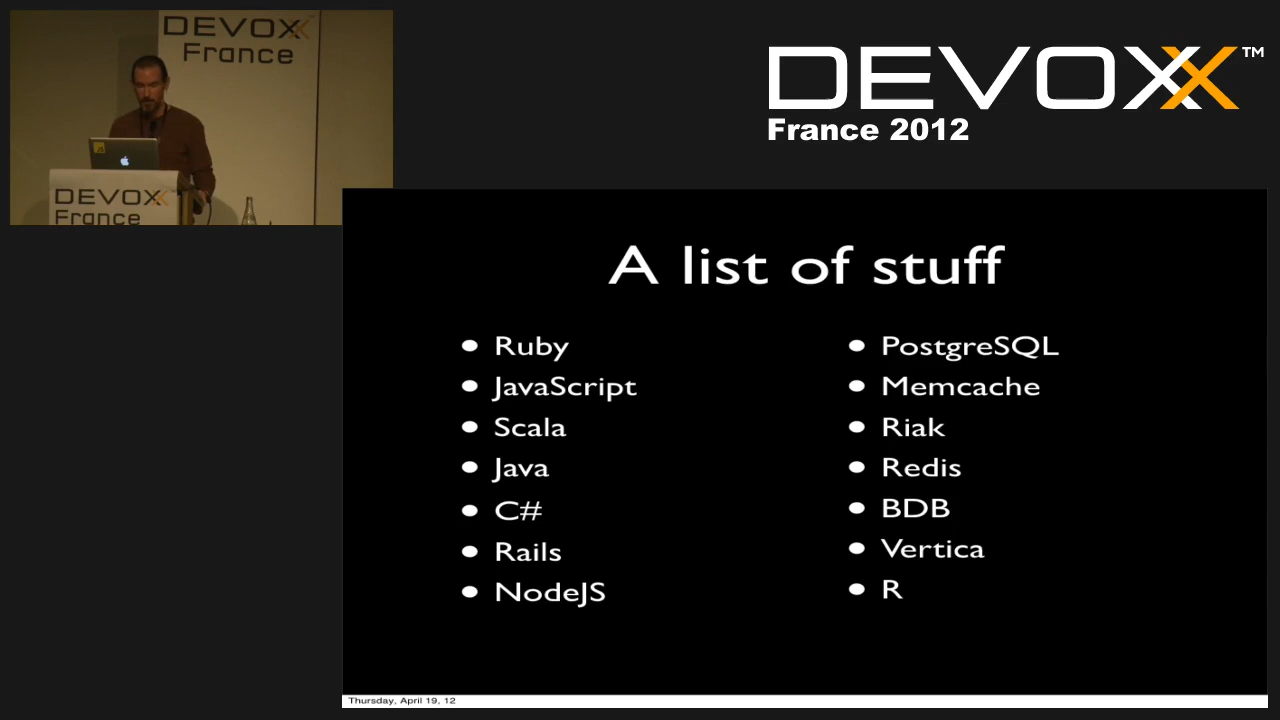 DEVOXX
France
DEVOXX
France
DEVOXX™
France 2012
A list of stuff
Ruby
JavaScript
Scala
Java
C#
Rails
NodeJS
PostgreSQL
Memcache
Riak
Redis
BDB
Vertica
R
Thursday, April 19, 12